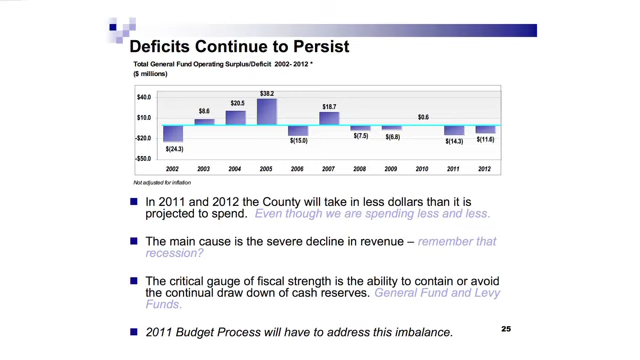 Deficits Continue to Persist
Total General Fund Operating Surplus/Deficit 2002- 2012 *
($ millions)
$40.0
$10.0
-$20.0
-$50.0
$(24.3)
$8.6
$20.5
$38.2
$(15.0)
$18.7
$(7.5)
$(6.8)
$0.6
$(14.3)
$(11.6)
2002 2003 2004 2005 2006 2007 2008 2009 2010 2011 2012
Not adjusted for inflation
In 2011 and 2012 the County will take in less dollars than it is
projected to spend. Even though we are spending less and less.
The main cause is the severe decline in revenue – remember that
recession?
The critical gauge of fiscal strength is the ability to contain or avoid
the continual draw down of cash reserves. General Fund and Levy
Funds.
2011 Budget Process will have to address this imbalance.
25